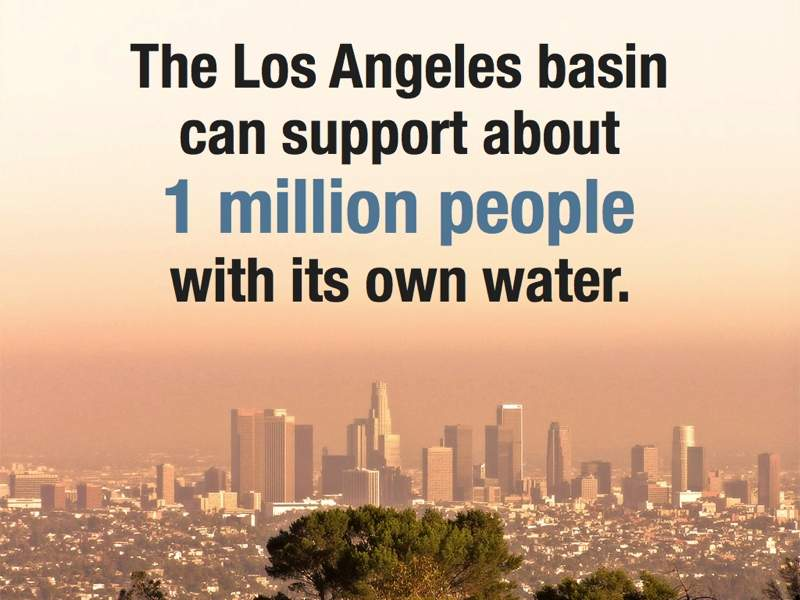 The Los Angeles basin
can support about
1 million people
with its own water.